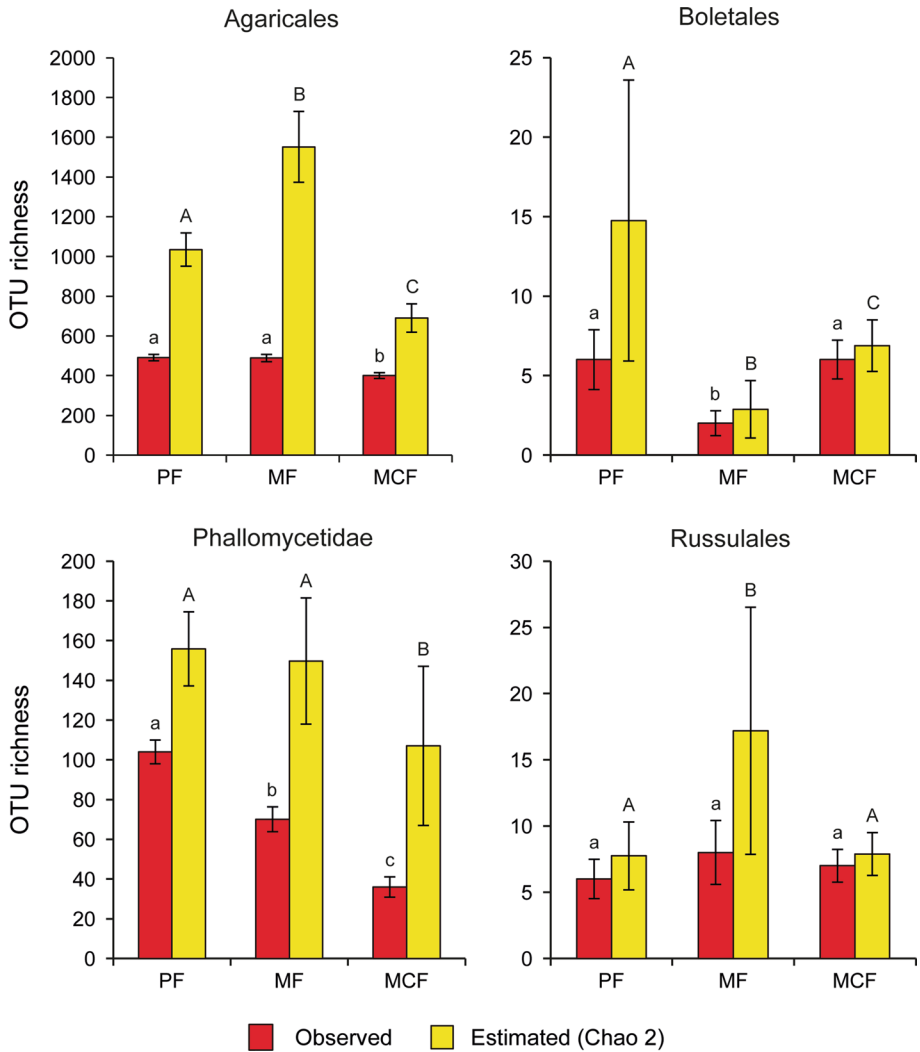 Agaricales
OTU richness
2000
1800
1600
1400
1200
1000
800
600
400
200
0
a
A
a
B
b
C
PF
MF
MCF
Boletales
25
20
15
10
5
0
a
A
b
B
a
C
PF
MF
MCF
Phallomycetidae
OTU richness
200
180
160
140
120
100
80
60
40
20
0
a
A
b
A
c
B
PF
MF
MCF
Russulales
30
25
20
15
10
5
0
a
A
a
B
a
A
PF
MF
MCF
Observed
Estimated (Chao 2)